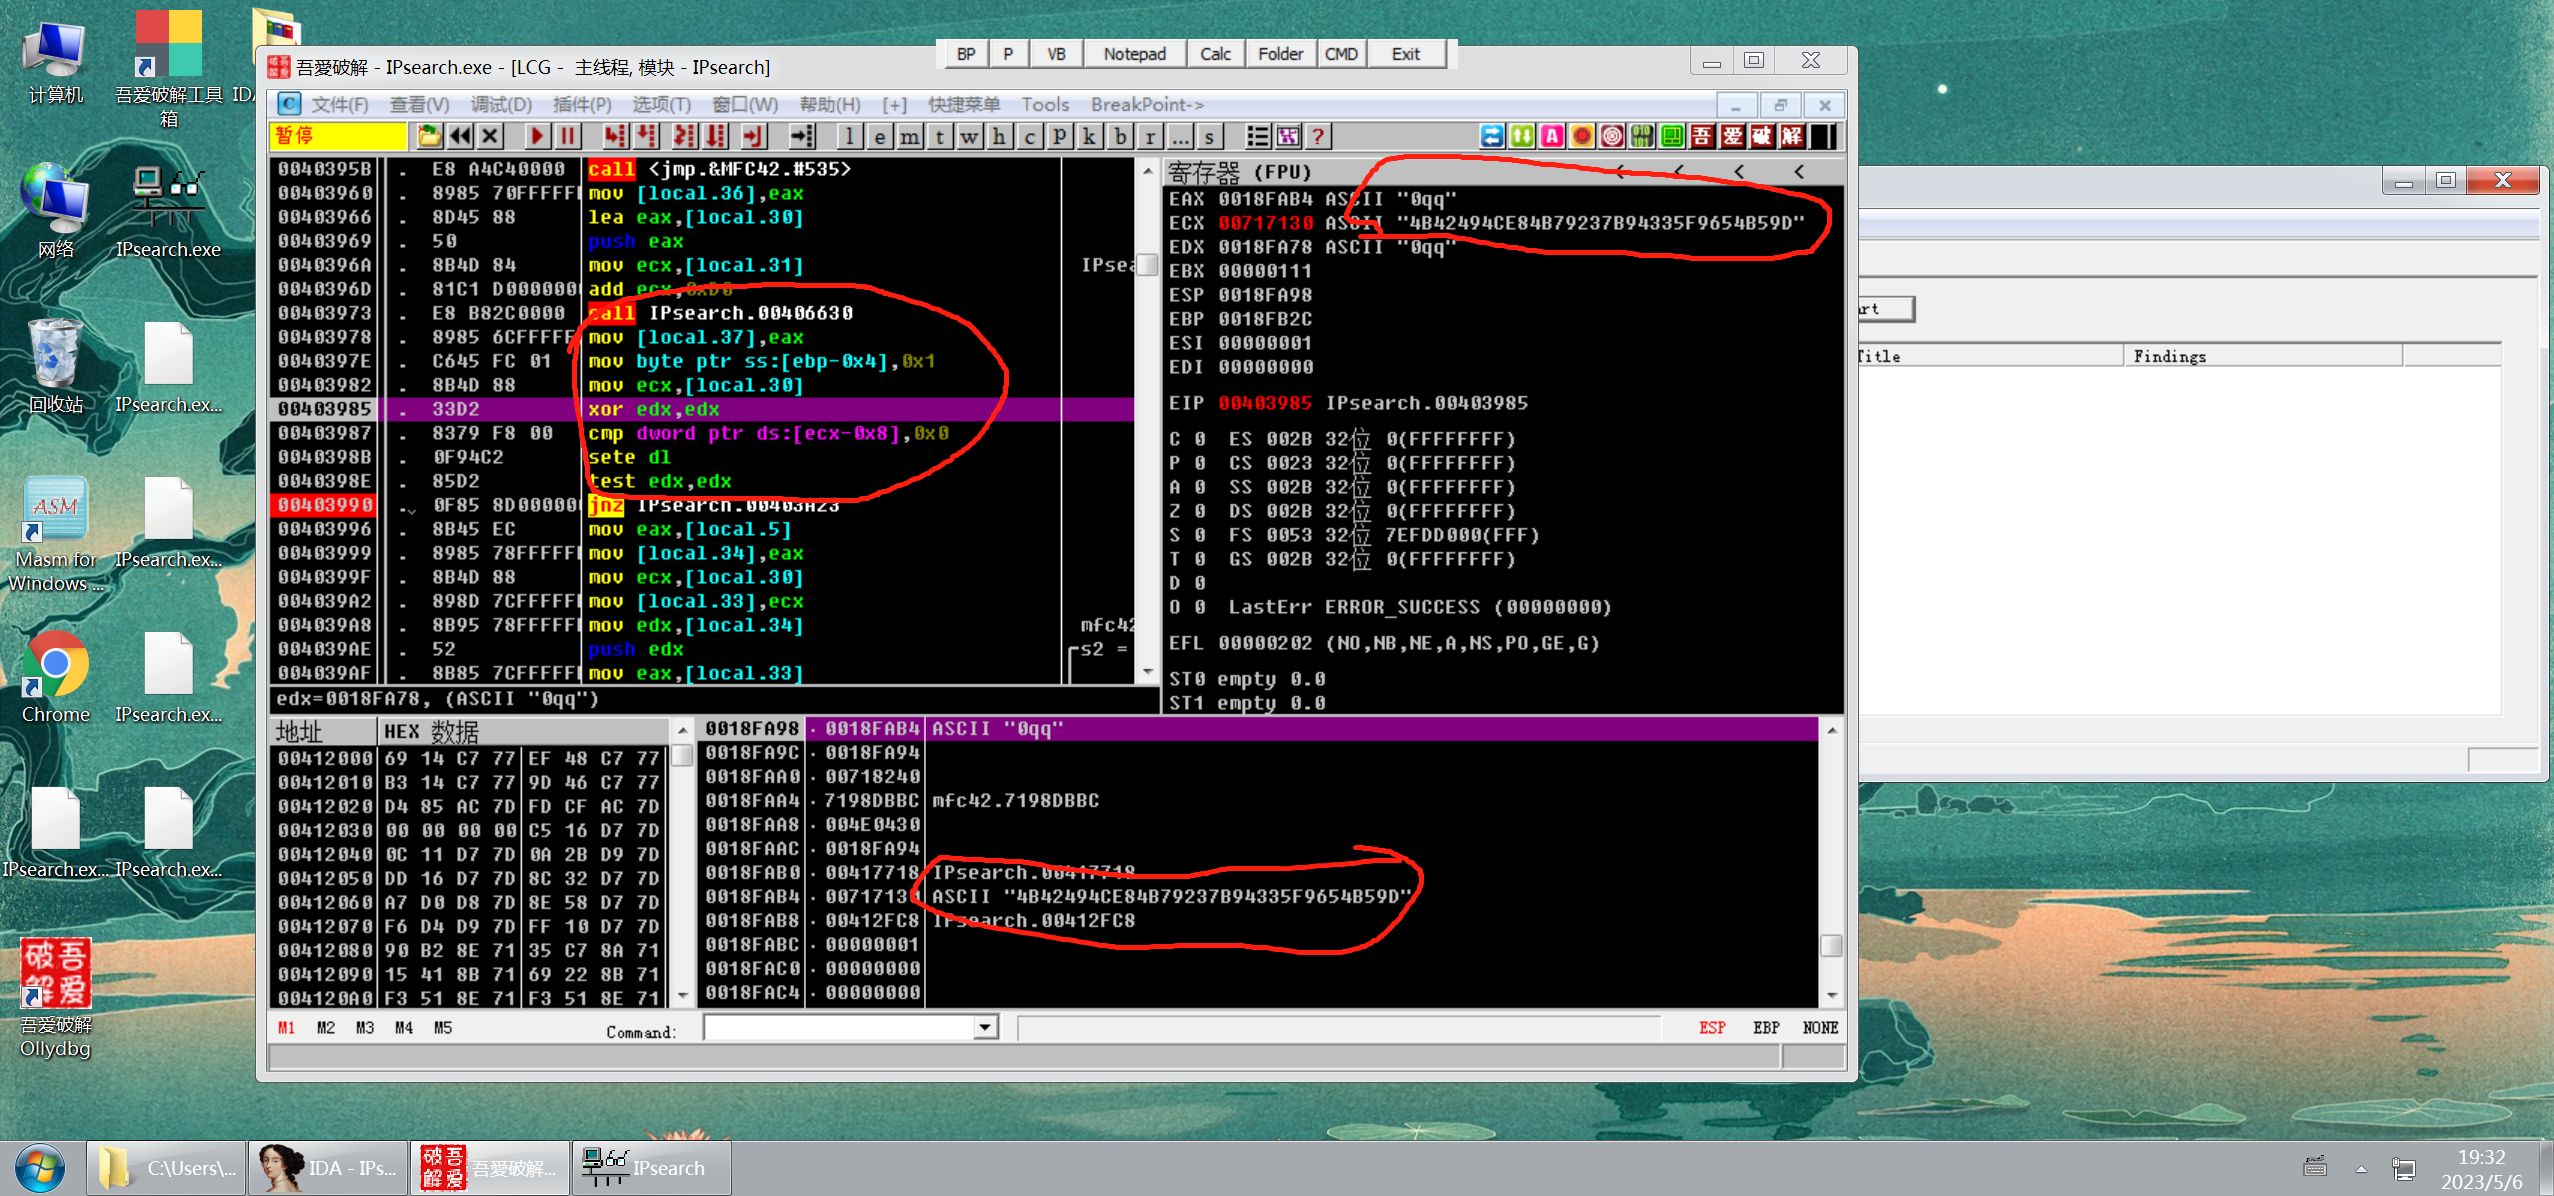 计算机
吾爱破解工具箱
IDA
网络
IPsearch.exe
回收站
IPsearch.ex...
Masm for Windows ...
IPsearch.ex...
Chrome
IPsearch.ex...
IPsearch.ex...
IPsearch.ex...
吾爱破解
Ollydbg
BP P VB Notepad Calc Folder CMD Exit
吾愛破解 - IPsearch.exe - [LCG - 主线程, 模块 - IPsearch]
文件(F) 查看(V) 调试(D) 插件(P) 选项(T) 窗口(W) 帮助(H) [+] 快捷菜单 Tools BreakPoint->
暂停
l e m t w h c p k b r ... s ? 吾 爱 破 解
0040395B . E8 A4C40000 call <jmp.&MFC42.#535>
00403960 . 8985 70FFFFFF mov [local.36],eax
00403966 . 8D45 88 lea eax,[local.30]
00403969 . 50 push eax
0040396A . 8B4D 84 mov ecx,[local.31] IPsea
0040396D . 81C1 D0000000 add ecx,0xD0
00403973 . E8 B82C0000 call IPsearch.00406630
00403978 . 8985 6CFFFFFF mov [local.37],eax
0040397E . C645 FC 01 mov byte ptr ss:[ebp-0x4],0x1
00403982 . 8B4D 88 mov ecx,[local.30]
00403985 . 33D2 xor edx,edx
00403987 . 8379 F8 00 cmp dword ptr ds:[ecx-0x8],0x0
0040398B . 0F94C2 sete dl
0040398E . 85D2 test edx,edx
00403990 . 0F85 8D000000 jnz IPsearch.00403A23
00403996 . 8B45 EC mov eax,[local.5]
00403999 . 8985 78FFFFFF mov [local.34],eax
0040399F . 8B4D 88 mov ecx,[local.30]
004039A2 . 898D 7CFFFFFF mov [local.33],ecx
004039A8 . 8B95 78FFFFFF mov edx,[local.34] mfc42
004039AE . 52 push edx s2 =
004039AF . 8B85 7CFFFFFF mov eax,[local.33]
edx=0018FA78, (ASCII "0qq")
寄存器 (FPU) < < < <
EAX 0018FAB4 ASCII "0qq"
ECX 00717130 ASCII "4B42494CE84B79237B94335F9654B59D"
EDX 0018FA78 ASCII "0qq"
EBX 00000111
ESP 0018FA98
EBP 0018FB2C
ESI 00000001
EDI 00000000
EIP 00403985 IPsearch.00403985
C 0 ES 002B 32位 0(FFFFFFFF)
P 0 CS 0023 32位 0(FFFFFFFF)
A 0 SS 002B 32位 0(FFFFFFFF)
Z 0 DS 002B 32位 0(FFFFFFFF)
S 0 FS 0053 32位 7EFDD000(FFF)
T 0 GS 002B 32位 0(FFFFFFFF)
D 0
O 0 LastErr ERROR_SUCCESS (00000000)
EFL 00000202 (NO,NB,NE,A,NS,PO,GE,G)
ST0 empty 0.0
ST1 empty 0.0
地址 HEX 数据
00412000 69 14 C7 77 EF 48 C7 77
00412010 B3 14 C7 77 9D 46 C7 77
00412020 D4 85 AC 7D FD CF AC 7D
00412030 00 00 00 00 C5 16 D7 7D
00412040 0C 11 D7 7D 0A 2B D9 7D
00412050 DD 16 D7 7D 8C 32 D7 7D
00412060 A7 D0 D8 7D 8E 58 D7 7D
00412070 F6 D4 D9 7D FF 10 D7 7D
00412080 90 B2 8E 71 35 C7 8A 71
00412090 15 41 8B 71 69 22 8B 71
004120A0 F3 51 8E 71 F3 51 8E 71
0018FA98 0018FAB4 ASCII "0qq"
0018FA9C 0018FA94
0018FAA0 00718240
0018FAA4 7198DBBC mfc42.7198DBBC
0018FAA8 004E0430
0018FAAC 0018FA94
0018FAB0 00417718 IPsearch.00417718
0018FAB4 00717130 ASCII "4B42494CE84B79237B94335F9654B59D"
0018FAB8 00412FC8 IPsearch.00412FC8
0018FABC 00000001
0018FAC0 00000000
0018FAC4 00000000
M1 M2 M3 M4 M5 Command: ESP EBP NONE
art
Title Findings
C:\Users\... IDA - IPs... 吾愛破解... IPsearch
19:32
2023/5/6